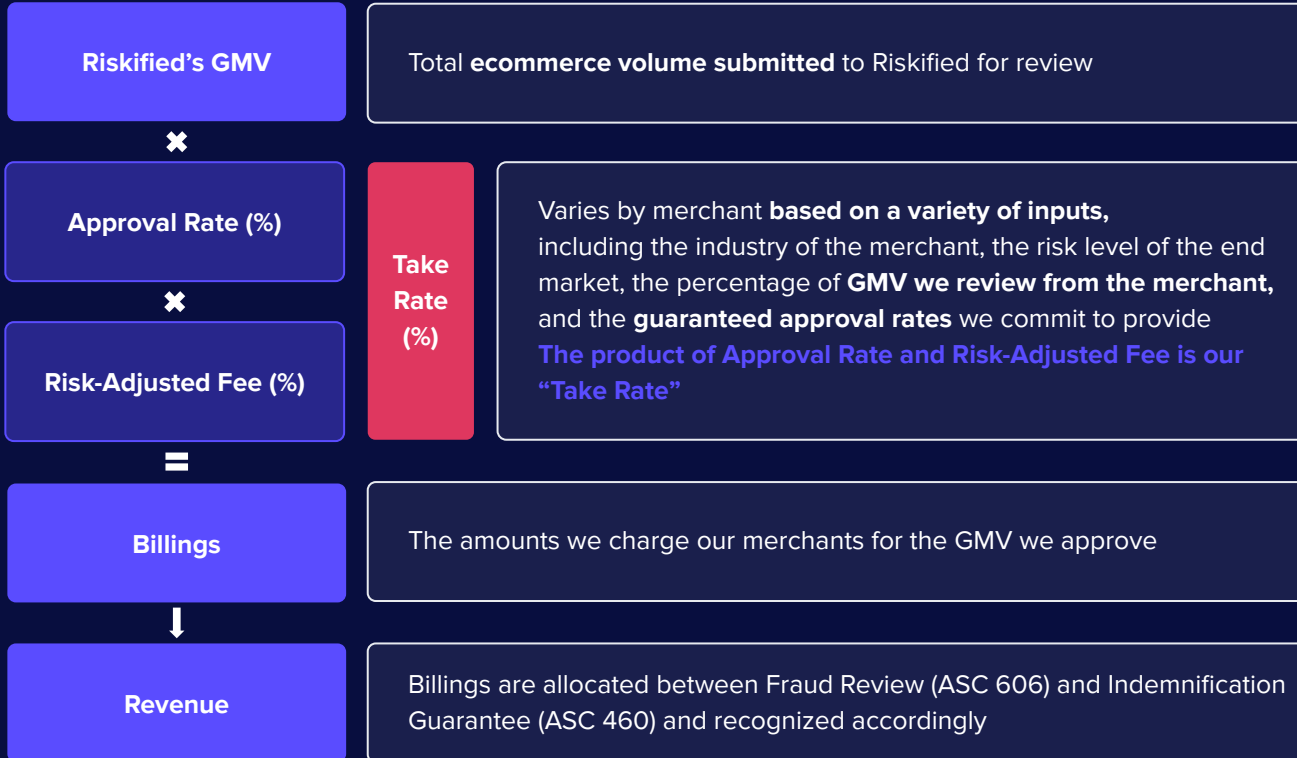 Riskified’s GMV
Total ecommerce volume submitted to Riskified for review
Approval Rate (%)
Risk-Adjusted Fee (%)
Take
Rate
(%)
Varies by merchant based on a variety of inputs,
including the industry of the merchant, the risk level of the end
market, the percentage of GMV we review from the merchant,
and the guaranteed approval rates we commit to provide
The product of Approval Rate and Risk-Adjusted Fee is our
“Take Rate”
Billings
The amounts we charge our merchants for the GMV we approve
Revenue
Billings are allocated between Fraud Review (ASC 606) and Indemnification
Guarantee (ASC 460) and recognized accordingly